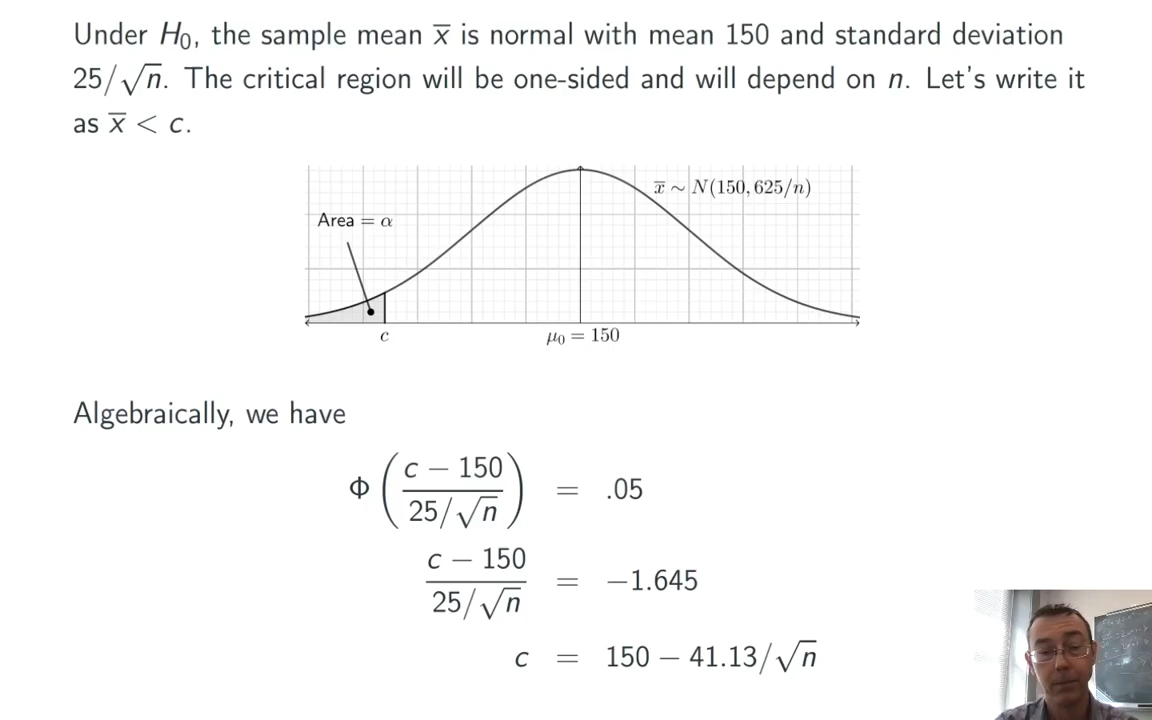 Under H₀, the sample mean x̅ is normal with mean 150 and standard deviation
25/√n. The critical region will be one-sided and will depend on n. Let's write it
as x̅ < c.
x̅ ∼ N(150, 625/n)
Area = α
c
μ₀ = 150
Algebraically, we have
Φ((c − 150)/(25/√n)) = .05
(c − 150)/(25/√n) = −1.645
c = 150 − 41.13/√n